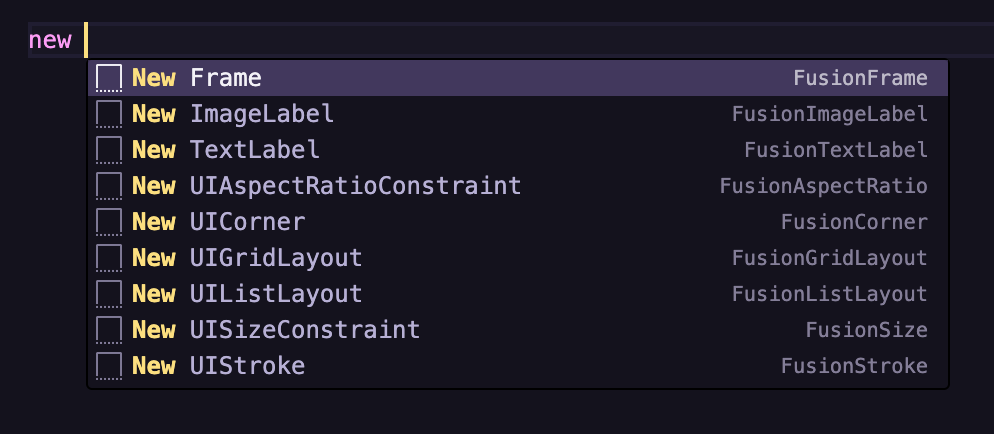 new
New Frame FusionFrame
New ImageLabel FusionImageLabel
New TextLabel FusionTextLabel
New UIAspectRatioConstraint FusionAspectRatio
New UICorner FusionCorner
New UIGridLayout FusionGridLayout
New UIListLayout FusionListLayout
New UISizeConstraint FusionSize
New UIStroke FusionStroke